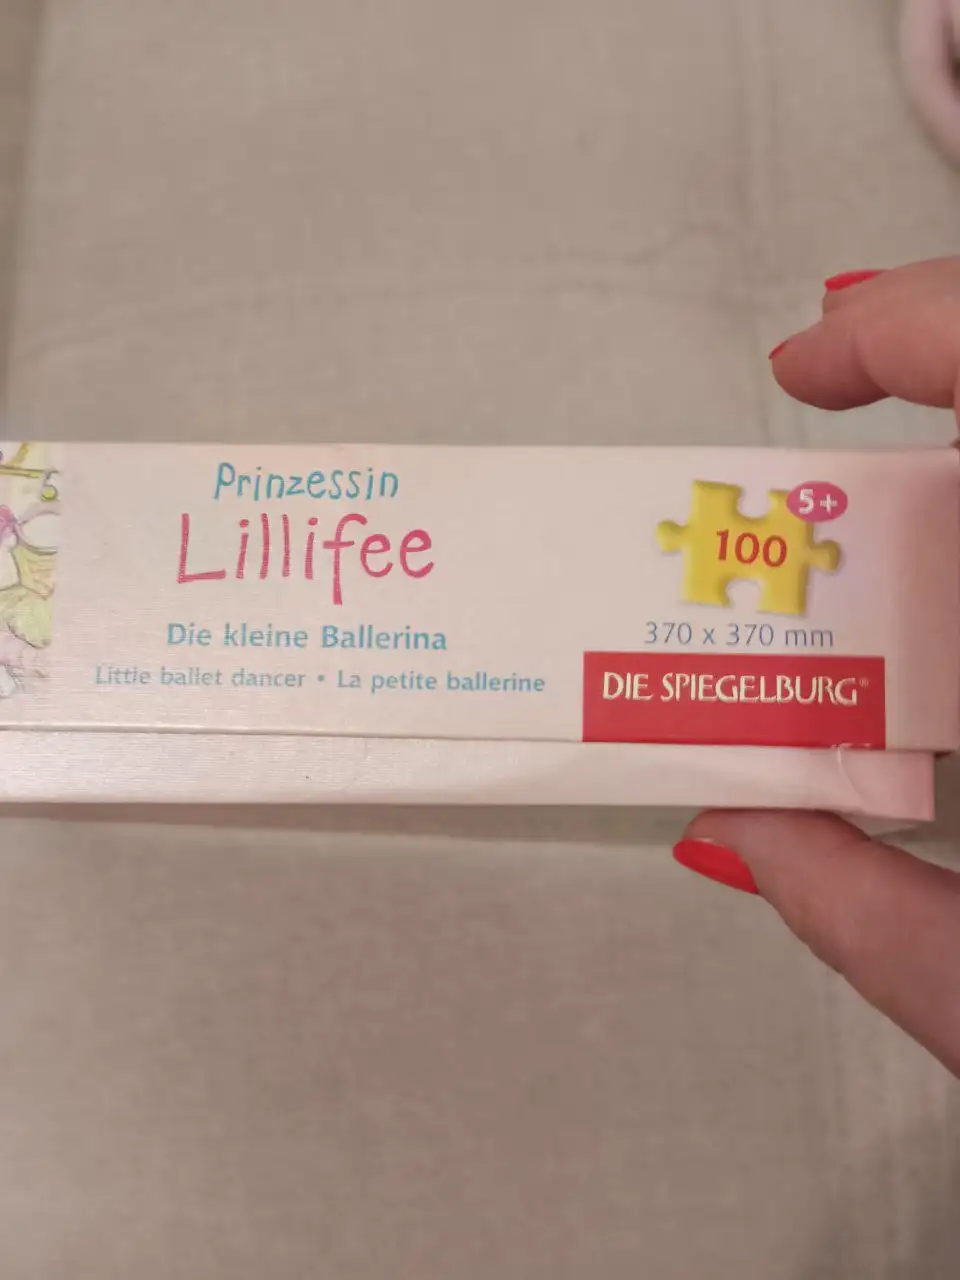 Prinzessin
Lillifee
Die kleine Ballerina
Little ballet dancer • La petite ballerine
5+
100
370 x 370 mm
DIE SPIEGELBURG®